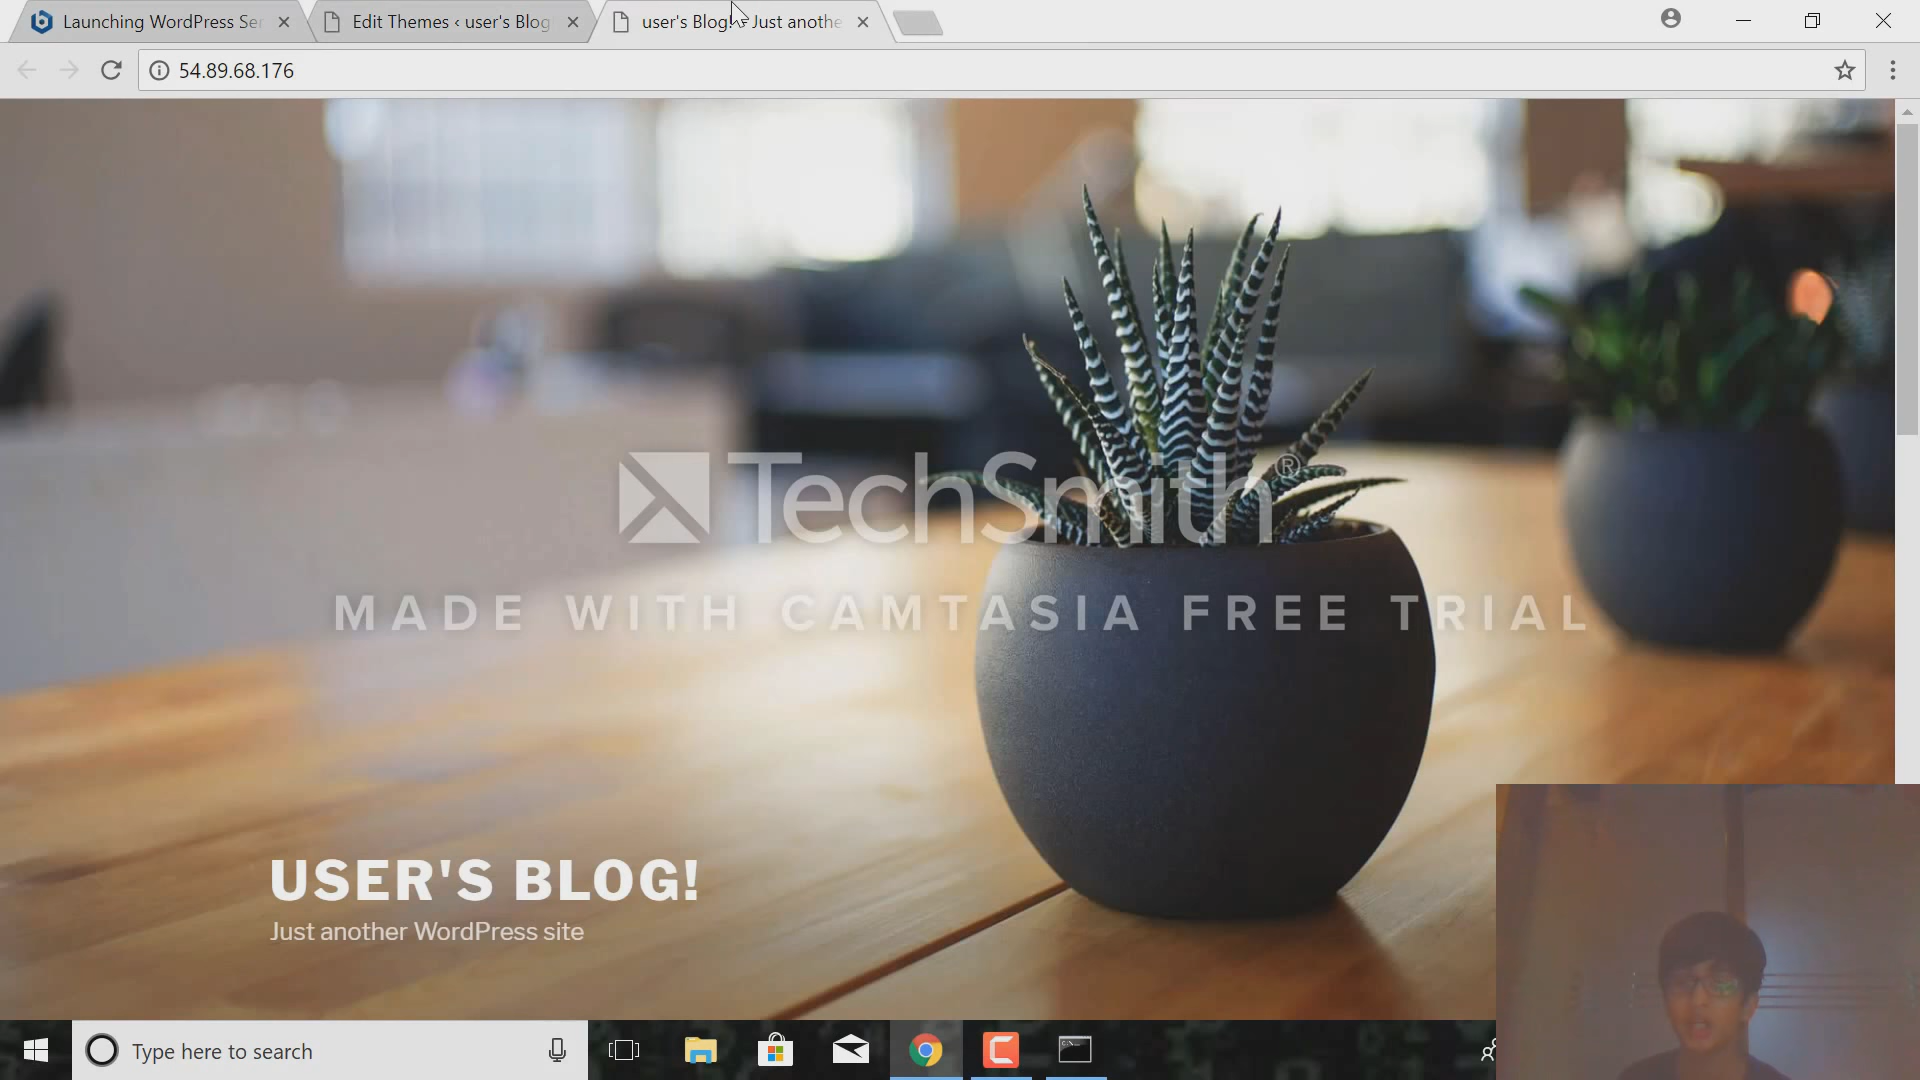 Launching WordPress Ser
Edit Themes ‹ user's Blog
user's Blog! – Just anothe
54.89.68.176
TechSmith®
MADE WITH CAMTASIA FREE TRIAL
USER'S BLOG!
Just another WordPress site
Type here to search